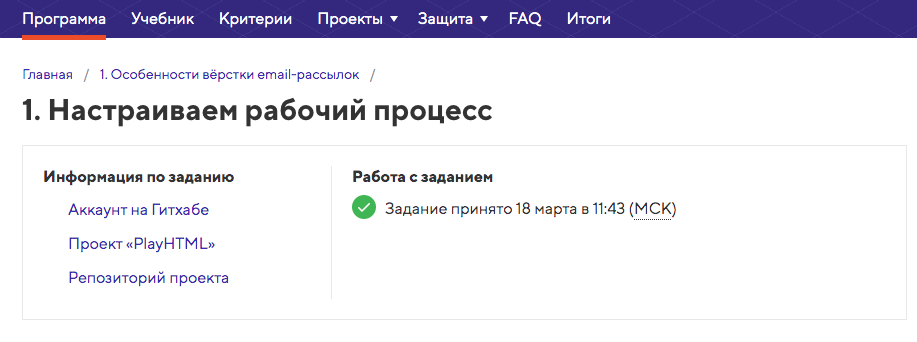 Программа Учебник Критерии Проекты Защита FAQ Итоги
Главная / 1. Особенности вёрстки email-рассылок /
1. Настраиваем рабочий процесс
Информация по заданию
Аккаунт на Гитхабе
Проект «PlayHTML»
Репозиторий проекта
Работа с заданием
Задание принято 18 марта в 11:43 (МСК)